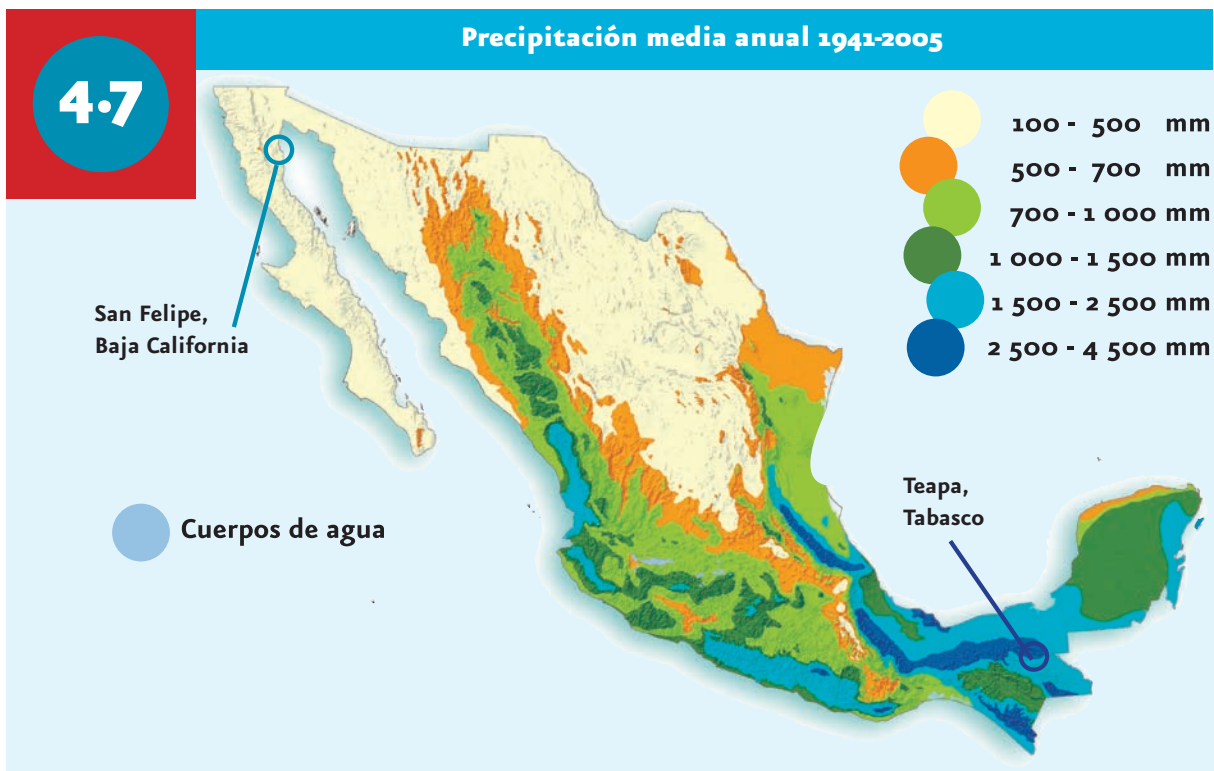 4.7
Precipitación media anual 1941-2005
100 - 500 mm
500 - 700 mm
700 - 1 000 mm
1 000 - 1 500 mm
1 500 - 2 500 mm
2 500 - 4 500 mm
San Felipe,
Baja California
Teapa,
Tabasco
Cuerpos de agua